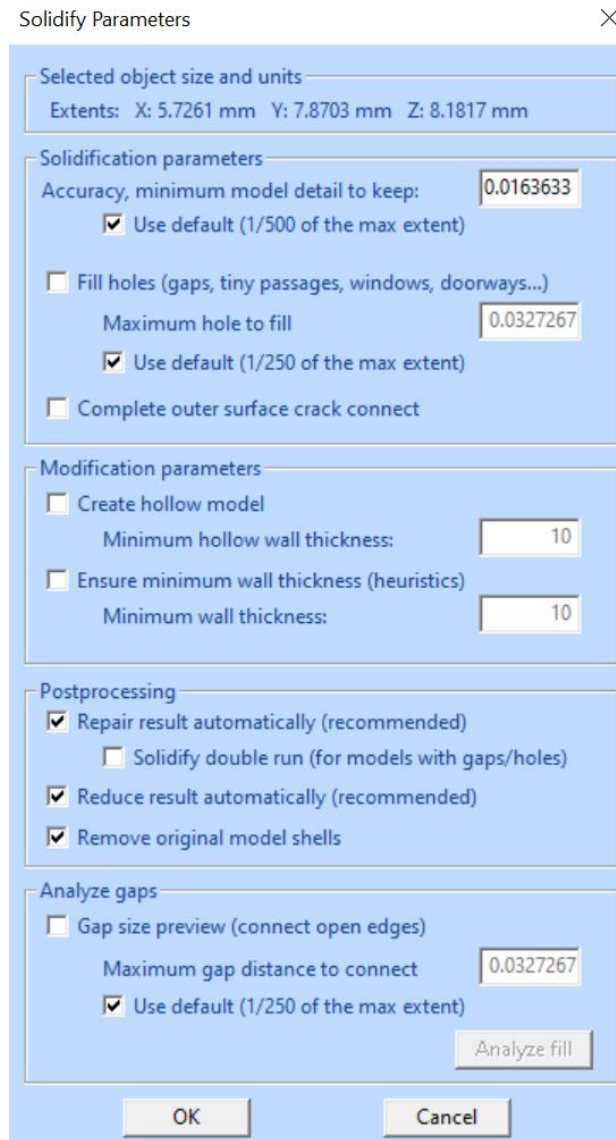 Solidify Parameters
Selected object size and units
Extents: X: 5.7261 mm Y: 7.8703 mm Z: 8.1817 mm
Solidification parameters
Accuracy, minimum model detail to keep: 0.0163633
Use default (1/500 of the max extent)
Fill holes (gaps, tiny passages, windows, doorways...)
Maximum hole to fill 0.0327267
Use default (1/250 of the max extent)
Complete outer surface crack connect
Modification parameters
Create hollow model
Minimum hollow wall thickness: 10
Ensure minimum wall thickness (heuristics)
Minimum wall thickness: 10
Postprocessing
Repair result automatically (recommended)
Solidify double run (for models with gaps/holes)
Reduce result automatically (recommended)
Remove original model shells
Analyze gaps
Gap size preview (connect open edges)
Maximum gap distance to connect 0.0327267
Use default (1/250 of the max extent)
Analyze fill
OK Cancel